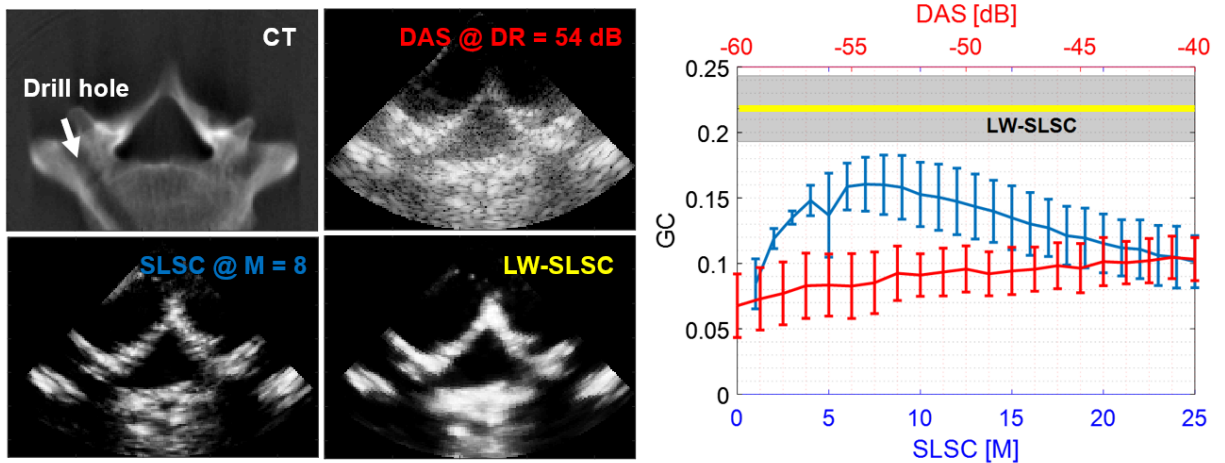 CT
Drill hole
DAS @ DR = 54 dB
SLSC @ M = 8
LW-SLSC
DAS [dB]
-60 -55 -50 -45 -40
0.25
0.2
0.15
0.1
0.05
0
GC
LW-SLSC
0 5 10 15 20 25
SLSC [M]